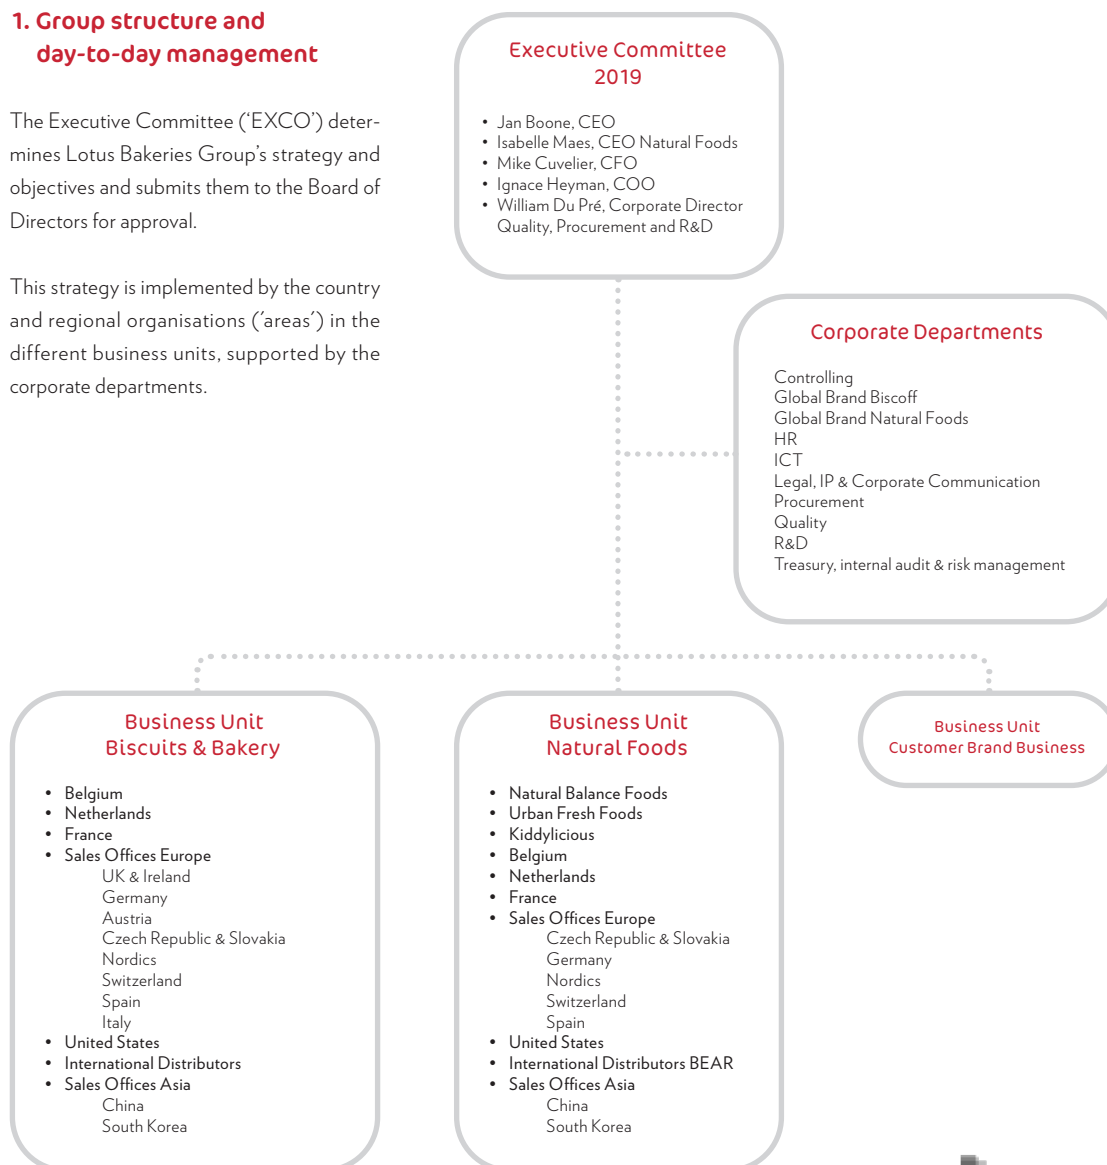 1. Group structure and
day-to-day management
The Executive Committee (‘EXCO’) deter-
mines Lotus Bakeries Group’s strategy and
objectives and submits them to the Board of
Directors for approval.
This strategy is implemented by the country
and regional organisations (‘areas’) in the
different business units, supported by the
corporate departments.
Executive Committee
2019
• Jan Boone, CEO
• Isabelle Maes, CEO Natural Foods
• Mike Cuvelier, CFO
• Ignace Heyman, COO
• William Du Pré, Corporate Director
Quality, Procurement and R&D
Corporate Departments
Controlling
Global Brand Biscoff
Global Brand Natural Foods
HR
ICT
Legal, IP & Corporate Communication
Procurement
Quality
R&D
Treasury, internal audit & risk management
Business Unit
Biscuits & Bakery
• Belgium
• Netherlands
• France
• Sales Offices Europe
UK & Ireland
Germany
Austria
Czech Republic & Slovakia
Nordics
Switzerland
Spain
Italy
• United States
• International Distributors
• Sales Offices Asia
China
South Korea
Business Unit
Natural Foods
• Natural Balance Foods
• Urban Fresh Foods
• Kiddylicious
• Belgium
• Netherlands
• France
• Sales Offices Europe
Czech Republic & Slovakia
Germany
Nordics
Switzerland
Spain
• United States
• International Distributors BEAR
• Sales Offices Asia
China
South Korea
Business Unit
Customer Brand Business